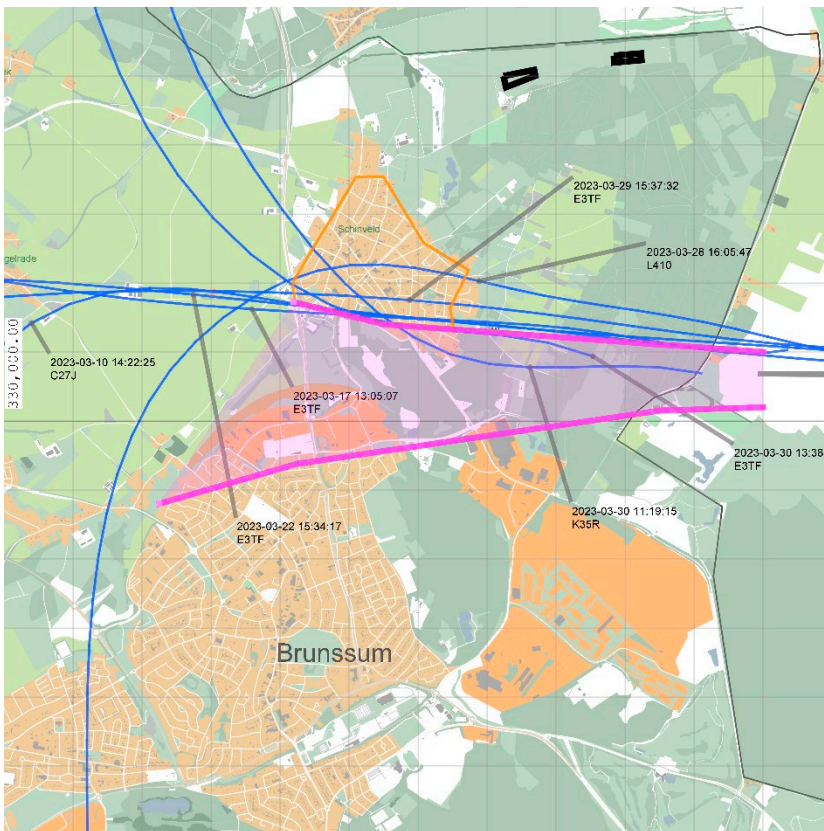 Schinveld
2023-03-29 15:37:32
E3TF
2023-03-28 16:05:47
L410
gelrade
330,000.00
2023-03-10 14:22:25
C27J
2023-03-17 13:05:07
E3TF
2023-03-30 13:38
E3TF
2023-03-30 11:19:15
K35R
2023-03-22 15:34:17
E3TF
Brunssum